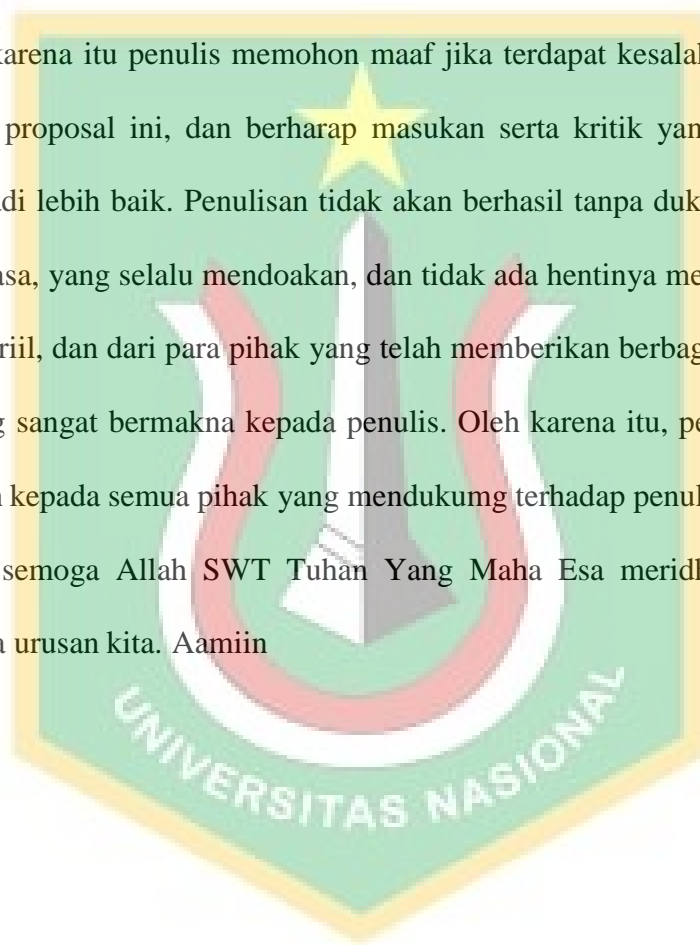 karena itu penulis memohon maaf jika terdapat kesala
proposal ini, dan berharap masukan serta kritik yan
di lebih baik. Penulisan tidak akan berhasil tanpa duk
asa, yang selalu mendoakan, dan tidak ada hentinya me
riil, dan dari para pihak yang telah memberikan berbag
g sangat bermakna kepada penulis. Oleh karena itu, pe
kepada semua pihak yang mendukumg terhadap penul
semoga Allah SWT Tuhan Yang Maha Esa merid
a urusan kita. Aamiin
UNIVERSITAS NASIONAL